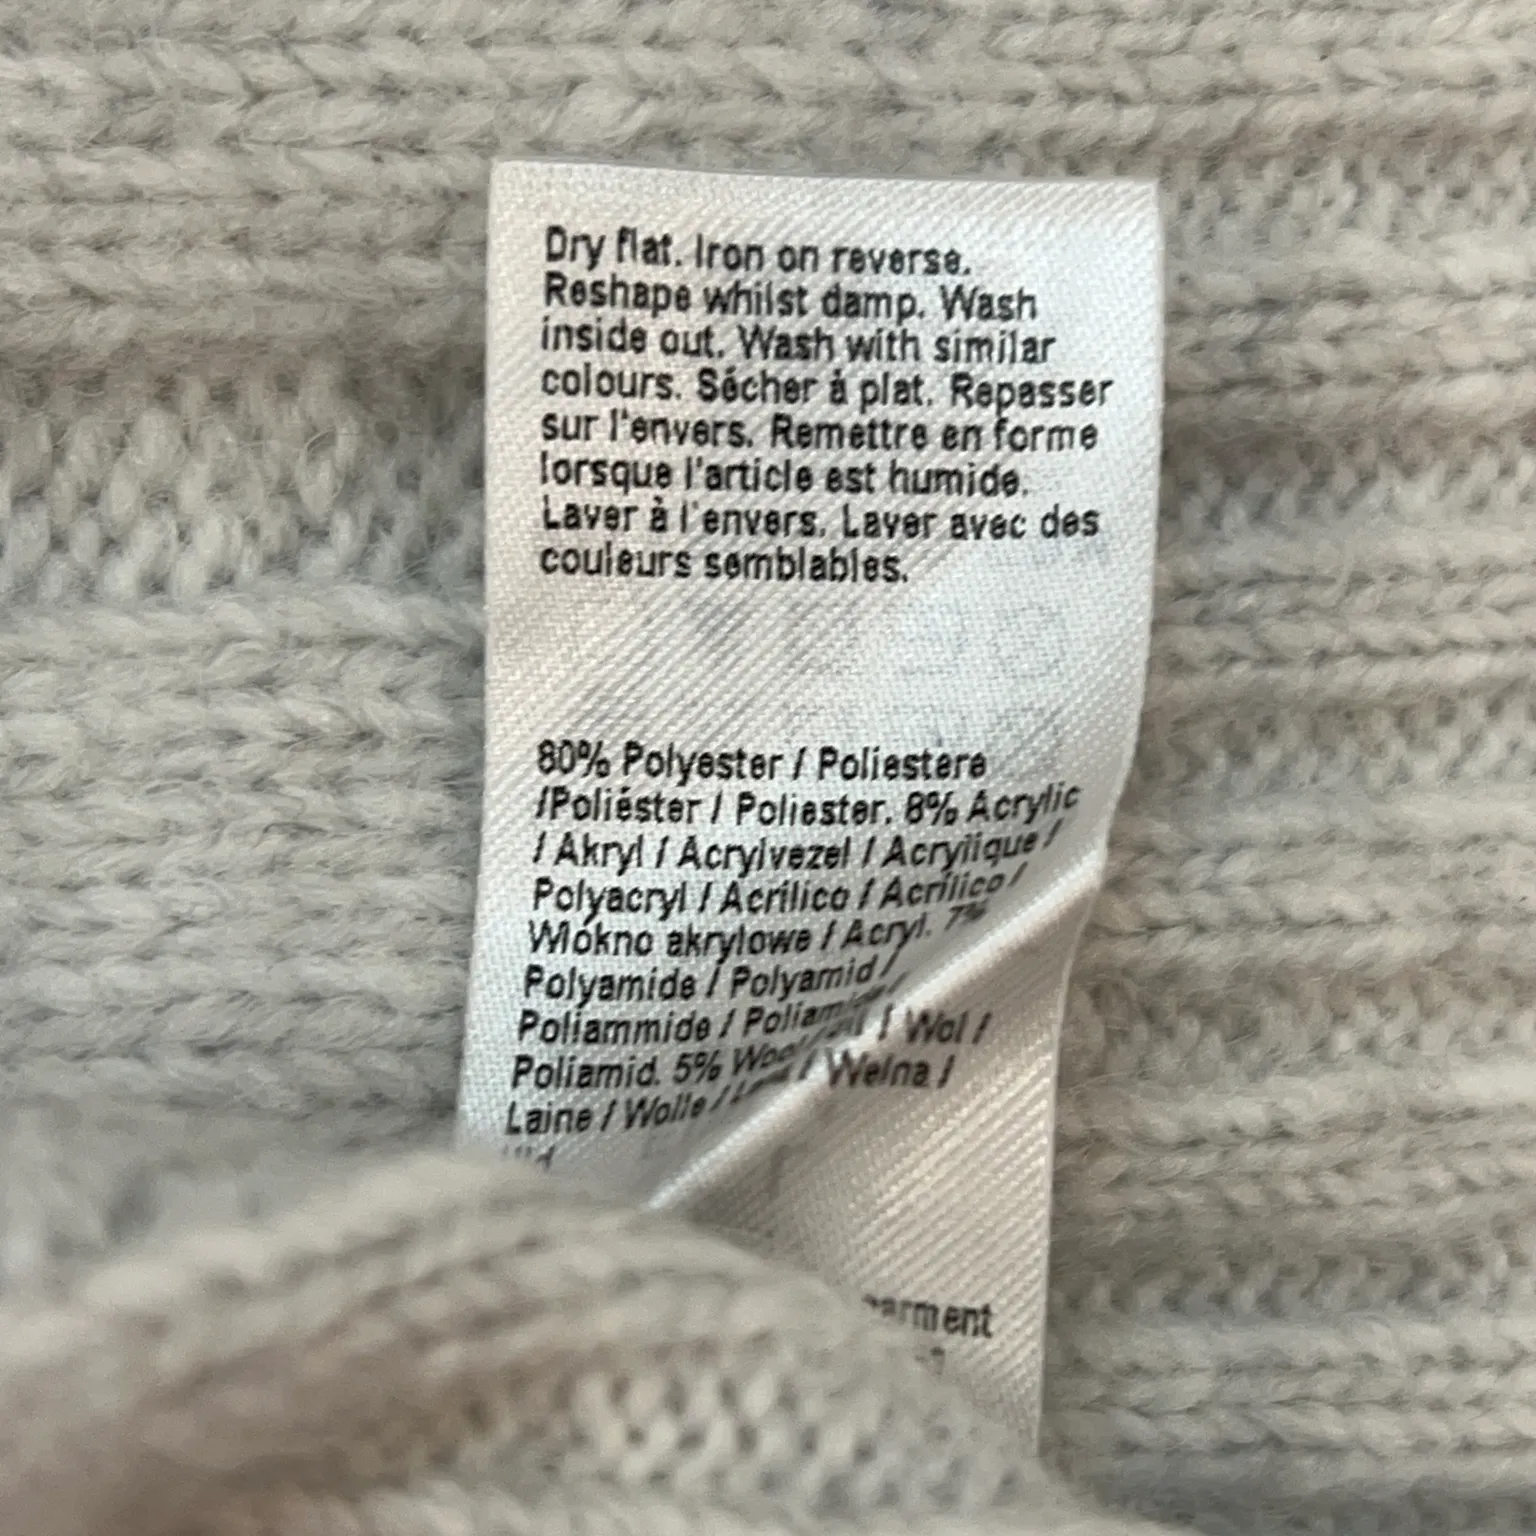 Dry flat. Iron on reverse.
Reshape whilst damp. Wash
inside out. Wash with similar
colours. Sécher à plat. Repasser
sur l'envers. Remettre en forme
lorsque l'article est humide.
Laver à l'envers. Laver avec des
couleurs semblables.
80% Polyester / Poliestere
/Poliéster / Poliester. 8% Acrylic
/ Akryl / Acrylvezel / Acrylique /
Polyacryl / Acrilico / Acrílico /
Włókno akrylowe / Acryl. 7%
Polyamide / Polyamid /
Poliammide / / Wol /
Poliamid. 5% / Wełna /
Laine / Wolle /